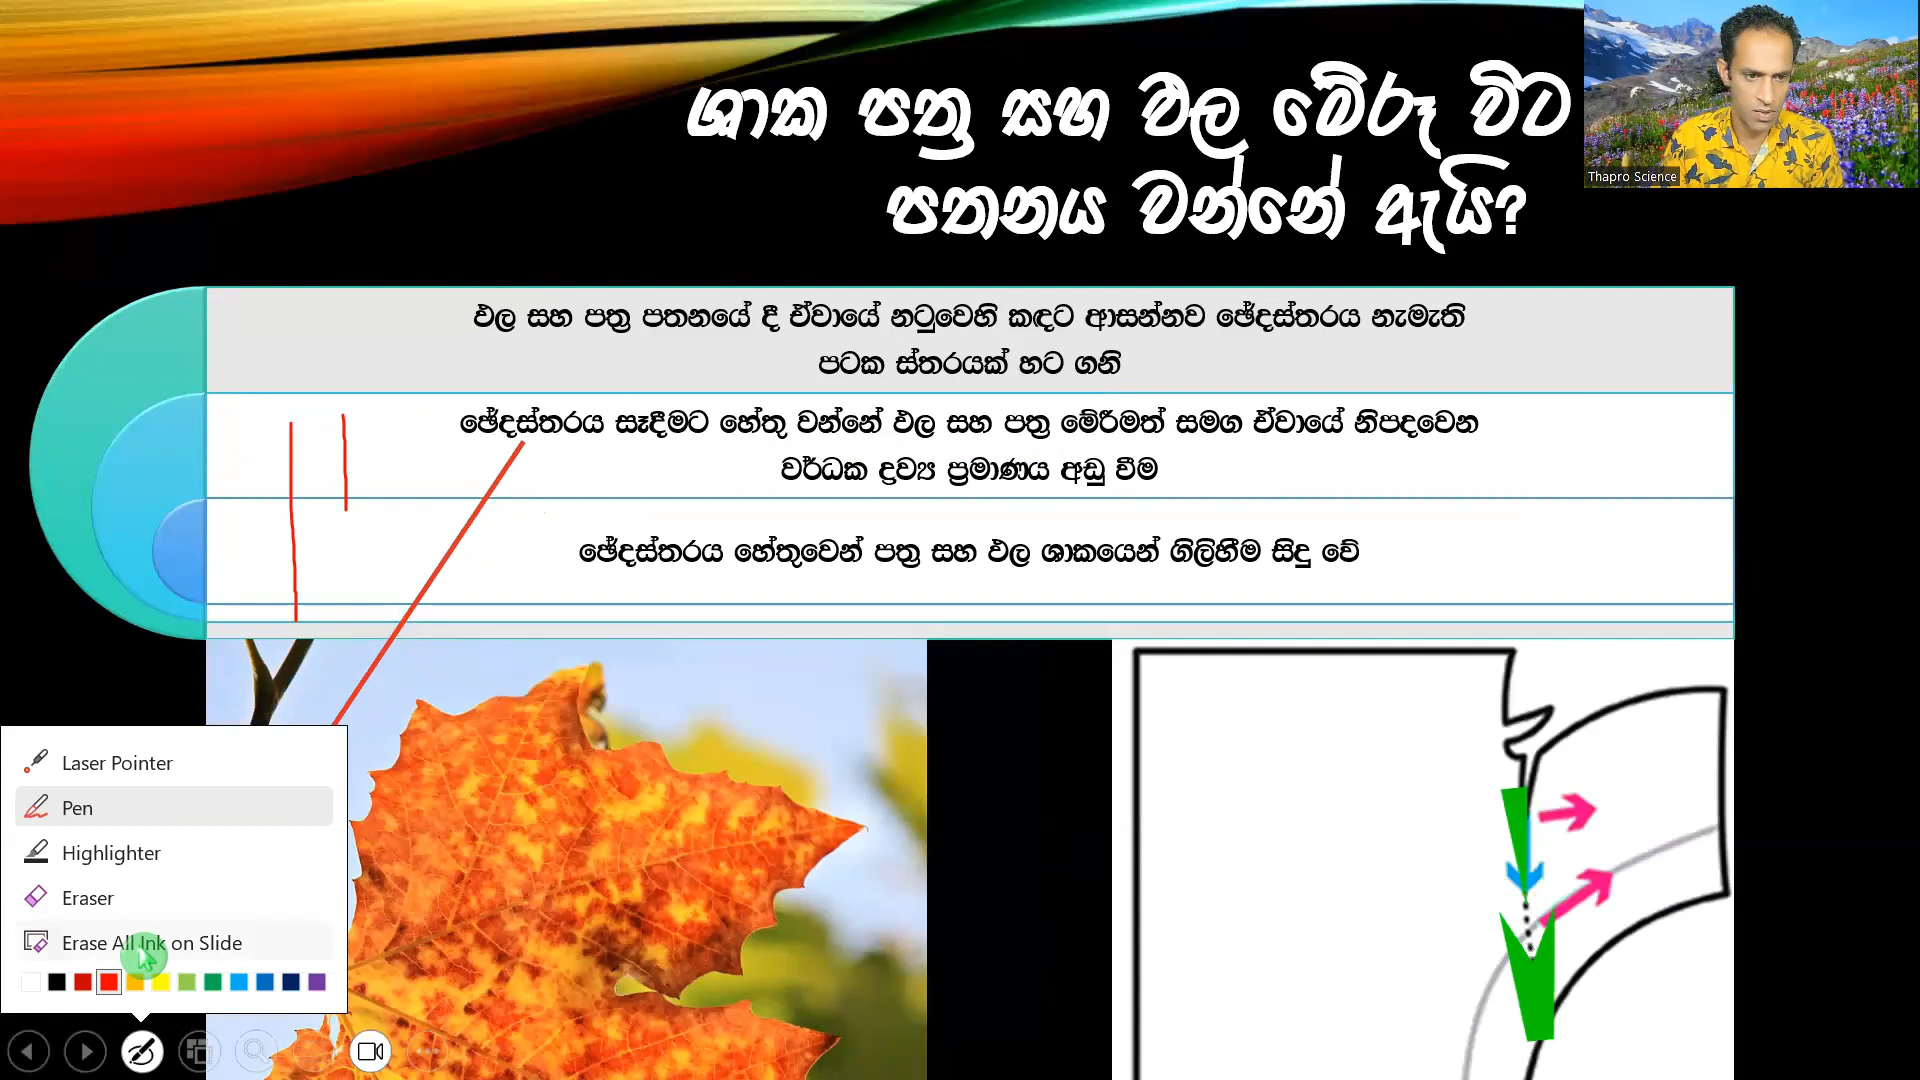 ශාක පත්‍ර සහ ඵල මේරූ විට
පතනය වන්නේ ඇයි?
Thapro Science
ඵල සහ පත්‍ර පතනයේ දී ඒවායේ නටුවෙහි කඳට ආසන්නව ඡේදස්තරය නැමැති
පටක ස්තරයක් හට ගනි
ඡේදස්තරය සෑදීමට හේතු වන්නේ ඵල සහ පත්‍ර මේරීමත් සමග ඒවායේ නිපදවෙන
වර්ධක ද්‍රව්‍ය ප්‍රමාණය අඩු වීම
ඡේදස්තරය හේතුවෙන් පත්‍ර සහ ඵල ශාකයෙන් ගිලිහීම සිදු වේ
Laser Pointer
Pen
Highlighter
Eraser
Erase All Ink on Slide